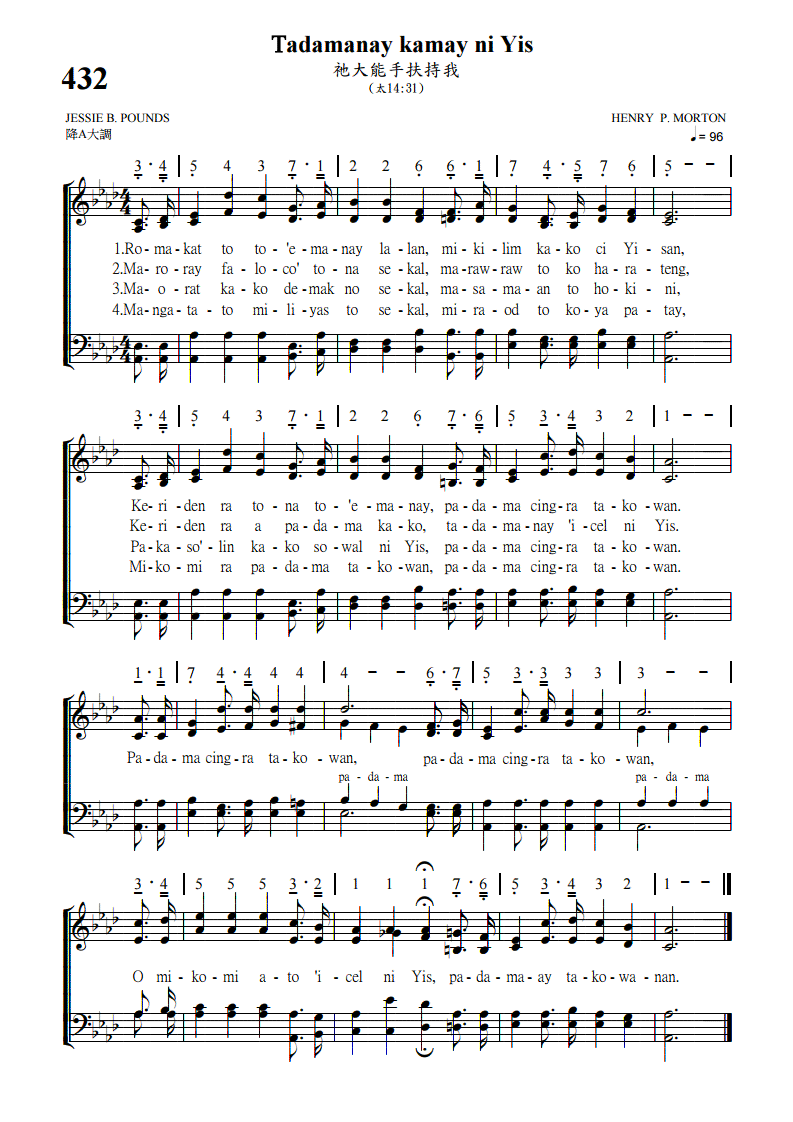 Tadamanay kamay ni Yis
432
祂大能手扶持我
(太14:31)
JESSIE B. POUNDS
HENRY P. MORTON
降A大調
♩= 96
3 · 4 | 5 4 3 7 · 1 | 2 2 6 6 · 1 | 7 4 · 5 7 6 | 5 – – |
1.Ro-ma-kat to to-'e-ma-nay la-lan, mi-ki-lim ka-ko ci Yi-san,
2.Ma-ro-ray fa-lo-co' to-na se-kal, ma-raw-raw to ko ha-ra-teng,
3.Ma-o-rat ka-ko de-mak no se-kal, ma-sa-ma-an to ho-ki-ni,
4.Ma-nga-ta-to mi-li-yas to se-kal, mi-ra-od to ko-ya pa-tay,
3 · 4 | 5 4 3 7 · 1 | 2 2 6 7 · 6 | 5 3 · 4 3 2 | 1 – – |
Ke-ri-den ra to-na to-'e-ma-nay, pa-da-ma cing-ra ta-ko-wan.
Ke-ri-den ra a pa-da-ma ka-ko, ta-da-ma-nay 'i-cel ni Yis.
Pa-ka-so'-lin ka-ko so-wal ni Yis, pa-da-ma cing-ra ta-ko-wan.
Mi-ko-mi ra pa-da-ma ta-ko-wan, pa-da-ma cing-ra ta-ko-wan.
1 · 1 | 7 4 · 4 4 4 | 4 – – 6 · 7 | 5 3 · 3 3 3 | 3 – – |
Pa-da-ma cing-ra ta-ko-wan, pa-da-ma cing-ra ta-ko-wan,
pa-da-ma pa-da-ma
3 · 4 | 5 5 5 3 · 2 | 1 1 1 7 · 6 | 5 3 · 4 3 2 | 1 – – ||
O mi-ko-mi a-to 'i-cel ni Yis, pa-da-ma-ay ta-ko-wa-nan.